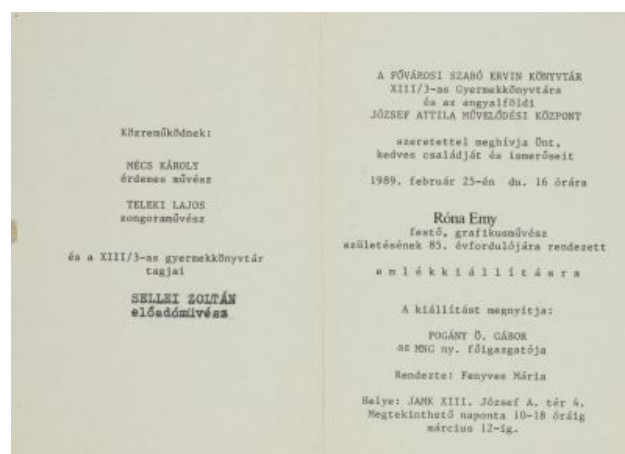 Közreműködnek:
MÉCS KÁROLY
érdemes művész
TELEKI LAJOS
zongoraművész
és a XIII/3-as gyermekkönyvtár
tagjai
SELLEI ZOLTÁN
előadóművész
A FŐVÁROSI SZABÓ ERVIN KÖNYVTÁR
XIII/3-as Gyermekkönyvtára
és az angyalföldi
JÓZSEF ATTILA MŰVELŐDÉSI KÖZPONT
szeretettel meghívja Önt,
kedves családját és ismerőseit
1989. február 25-én du. 16 órára
Róna Emy
festő, grafikusművész
születésének 85. évfordulójára rendezett
e m l é k k i á l l í t á s r a
A kiállítást megnyitja:
POGÁNY Ö. GÁBOR
az MNG ny. főigazgatója
Rendezte: Fenyves Mária
Helye: JAMK XIII. József A. tér 4.
Megtekinthető naponta 10-18 óráig
március 12-ig.